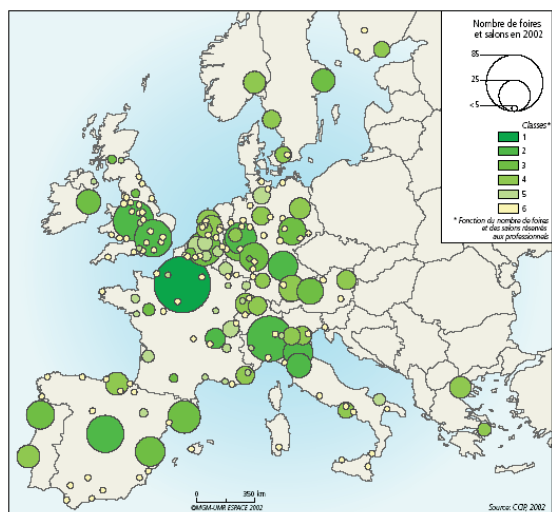 Nombre de foires
et salons en 2002
85
25
<5
Classes*
1
2
3
4
5
6
* Fonction du nombre de foires
et des salons réservés
aux professionnels
0 350 km
©MGM-UMR ESPACE 2002
Source: CCIP, 2002